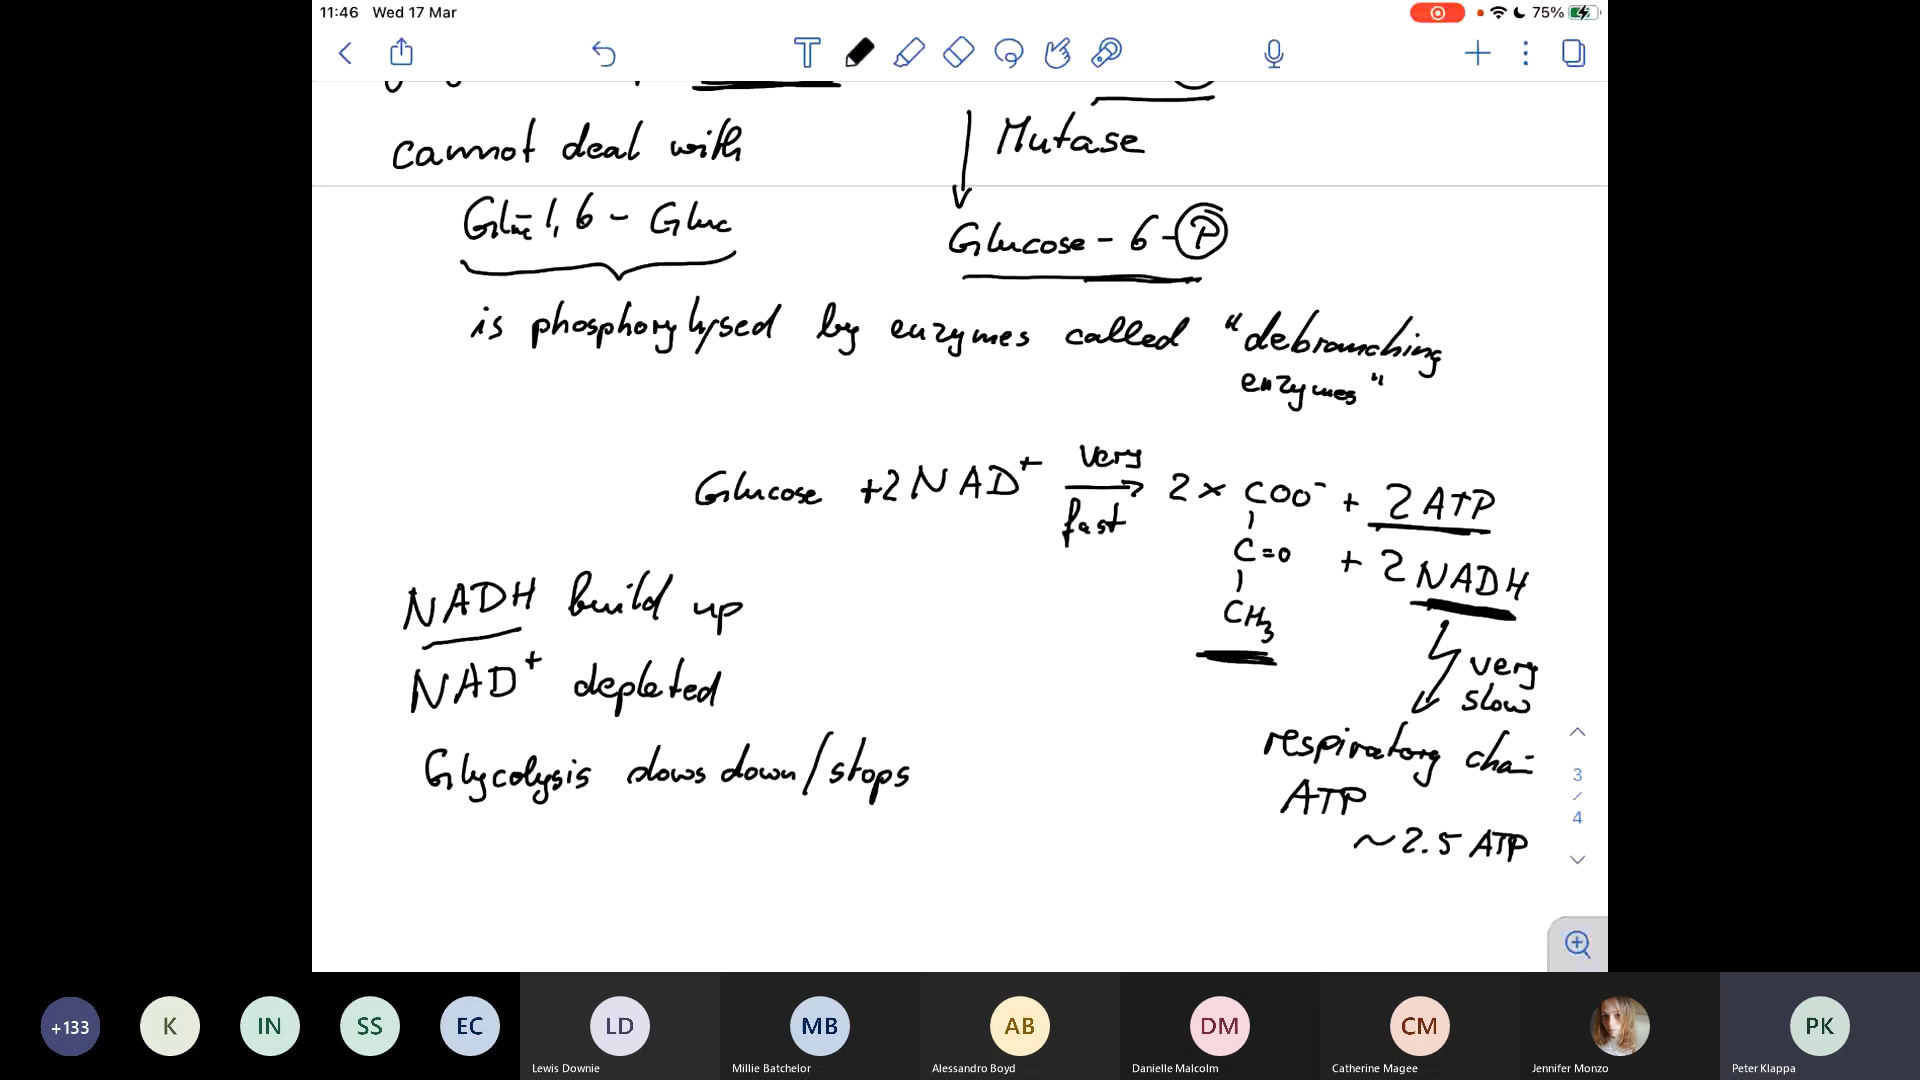 11:46 Wed 17 Mar
75%
cannot deal with
Mutase
Gluc-1,6-Gluc
Glucose-6-P
is phosphorylysed by enzymes called "debranching
enzymes"
very
Glucose +2NAD+ 2x COO- + 2 ATP
fast
C=O + 2 NADH
CH3
NADH build up
NAD+ depleted
Glycolysis slows down/stops
very
slow
respiratory chai
ATP
~2.5 ATP
3
/
4
+133 K IN SS EC LD MB AB DM CM PK
Lewis Downie Millie Batchelor Alessandro Boyd Danielle Malcolm Catherine Magee Jennifer Monzo Peter Klappa